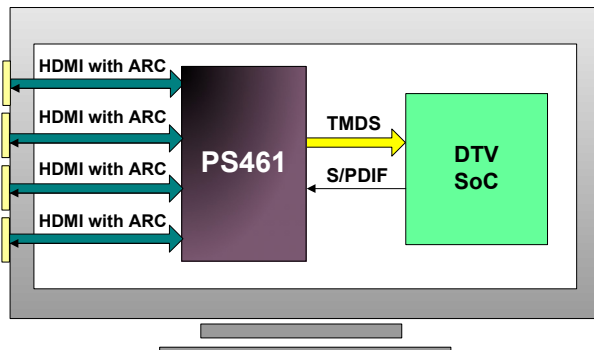 HDMI with ARC
HDMI with ARC
HDMI with ARC
HDMI with ARC
PS461
TMDS
S/PDIF
DTV
SoC